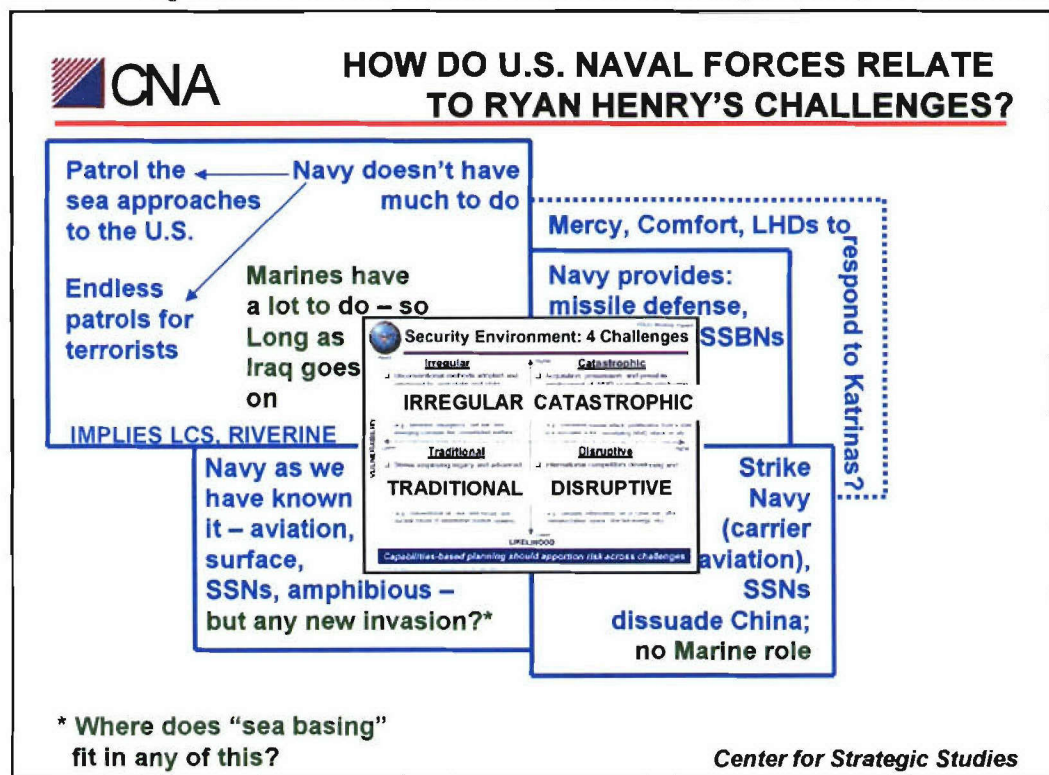 CNA
HOW DO U.S. NAVAL FORCES RELATE
TO RYAN HENRY'S CHALLENGES?
Patrol the
sea approaches
to the U.S.
Navy doesn't have
much to do
Endless
patrols for
terrorists
Marines have
a lot to do – so
Long as
Iraq goes
on
IMPLIES LCS, RIVERINE
Mercy, Comfort, LHDs to
respond to Katrinas?
Navy provides:
missile defense,
SSBNs
Security Environment: 4 Challenges
Irregular
Catastrophic
IRREGULAR
CATASTROPHIC
VULNERABILITY
Traditional
Disruptive
TRADITIONAL
DISRUPTIVE
LIKELIHOOD
Capabilities-based planning should apportion risk across challenges
Navy as we
have known
it – aviation,
surface,
SSNs, amphibious –
but any new invasion?*
Strike
Navy
(carrier
aviation),
SSNs
dissuade China;
no Marine role
* Where does "sea basing"
fit in any of this?
Center for Strategic Studies